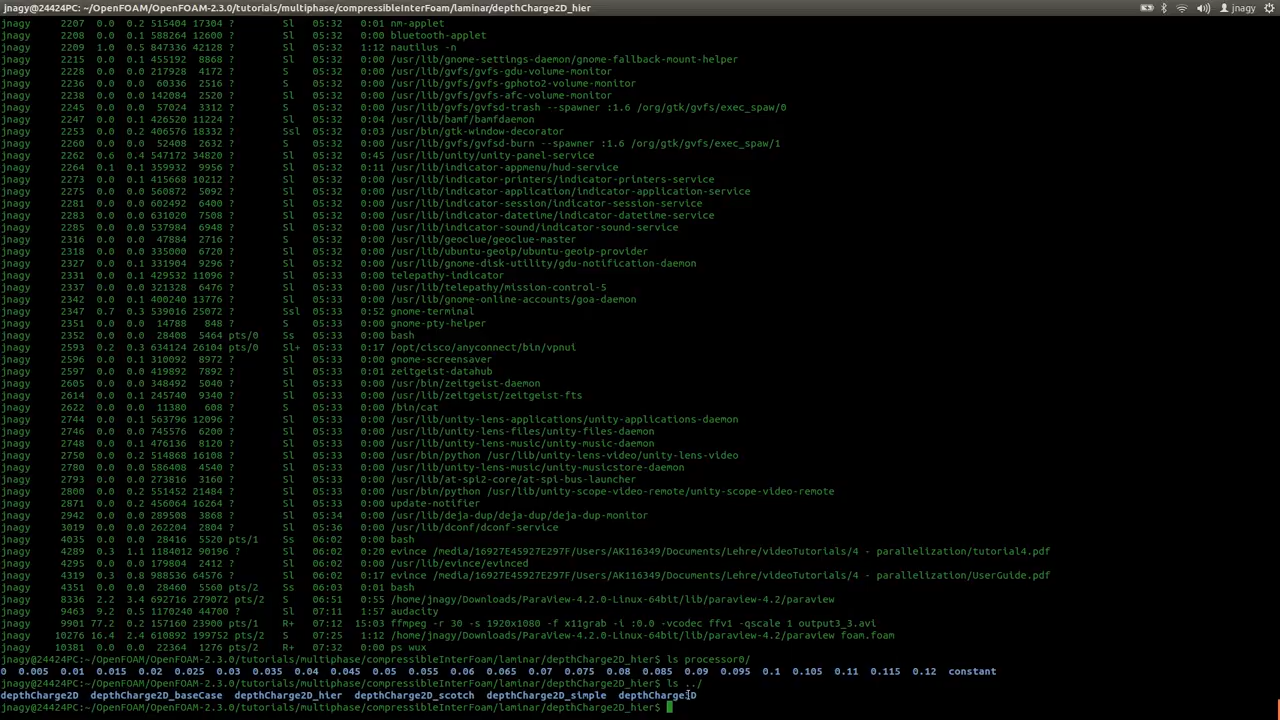 jnagy@24424PC: ~/OpenFOAM/OpenFOAM-2.3.0/tutorials/multiphase/compressibleInterFoam/laminar/depthCharge2D_hier jnagy
jnagy 2207 0.0 0.2 515404 17304 ? Sl 05:32 0:01 nm-applet
jnagy 2208 0.0 0.1 588264 12600 ? Sl 05:32 0:00 bluetooth-applet
jnagy 2209 1.0 0.5 847336 42128 ? Sl 05:32 1:12 nautilus -n
jnagy 2215 0.0 0.1 455192 8868 ? Sl 05:32 0:00 /usr/lib/gnome-settings-daemon/gnome-fallback-mount-helper
jnagy 2228 0.0 0.0 217928 4172 ? S 05:32 0:00 /usr/lib/gvfs/gvfs-gdu-volume-monitor
jnagy 2236 0.0 0.0 60336 2516 ? S 05:32 0:00 /usr/lib/gvfs/gvfs-gphoto2-volume-monitor
jnagy 2238 0.0 0.0 142084 2520 ? Sl 05:32 0:00 /usr/lib/gvfs/gvfs-afc-volume-monitor
jnagy 2245 0.0 0.0 57024 3312 ? S 05:32 0:00 /usr/lib/gvfs/gvfsd-trash --spawner :1.6 /org/gtk/gvfs/exec_spaw/0
jnagy 2247 0.0 0.1 426520 11224 ? Sl 05:32 0:04 /usr/lib/bamf/bamfdaemon
jnagy 2253 0.0 0.2 406576 18332 ? Ssl 05:32 0:03 /usr/bin/gtk-window-decorator
jnagy 2260 0.0 0.0 52408 2632 ? S 05:32 0:00 /usr/lib/gvfs/gvfsd-burn --spawner :1.6 /org/gtk/gvfs/exec_spaw/1
jnagy 2262 0.6 0.4 547172 34820 ? Sl 05:32 0:45 /usr/lib/unity/unity-panel-service
jnagy 2264 0.1 0.1 359932 9956 ? Sl 05:32 0:11 /usr/lib/indicator-appmenu/hud-service
jnagy 2273 0.0 0.1 415668 10212 ? Sl 05:32 0:00 /usr/lib/indicator-printers/indicator-printers-service
jnagy 2275 0.0 0.0 560872 5092 ? Sl 05:32 0:00 /usr/lib/indicator-application/indicator-application-service
jnagy 2281 0.0 0.0 602492 6400 ? Sl 05:32 0:00 /usr/lib/indicator-session/indicator-session-service
jnagy 2283 0.0 0.0 631020 7508 ? Sl 05:32 0:00 /usr/lib/indicator-datetime/indicator-datetime-service
jnagy 2285 0.0 0.0 537984 6948 ? Sl 05:32 0:00 /usr/lib/indicator-sound/indicator-sound-service
jnagy 2316 0.0 0.0 47884 2716 ? S 05:32 0:00 /usr/lib/geoclue/geoclue-master
jnagy 2318 0.0 0.0 335000 6720 ? Sl 05:32 0:00 /usr/lib/ubuntu-geoip/ubuntu-geoip-provider
jnagy 2327 0.0 0.1 331904 9296 ? Sl 05:33 0:00 /usr/lib/gnome-disk-utility/gdu-notification-daemon
jnagy 2331 0.0 0.1 429532 11096 ? Sl 05:33 0:00 telepathy-indicator
jnagy 2337 0.0 0.0 321328 6476 ? Sl 05:33 0:00 /usr/lib/telepathy/mission-control-5
jnagy 2342 0.0 0.1 400240 13776 ? Sl 05:33 0:00 /usr/lib/gnome-online-accounts/goa-daemon
jnagy 2347 0.7 0.3 539016 25072 ? Ssl 05:33 0:52 gnome-terminal
jnagy 2351 0.0 0.0 14788 848 ? S 05:33 0:00 gnome-pty-helper
jnagy 2352 0.0 0.0 28408 5464 pts/0 Ss 05:33 0:00 bash
jnagy 2593 0.2 0.3 634124 26104 pts/0 Sl+ 05:33 0:17 /opt/cisco/anyconnect/bin/vpnui
jnagy 2596 0.0 0.1 310092 8972 ? Sl 05:33 0:00 gnome-screensaver
jnagy 2597 0.0 0.0 419892 7892 ? Sl 05:33 0:01 zeitgeist-datahub
jnagy 2605 0.0 0.0 348492 5040 ? Sl 05:33 0:00 /usr/bin/zeitgeist-daemon
jnagy 2614 0.0 0.1 245740 9340 ? Sl 05:33 0:00 /usr/lib/zeitgeist/zeitgeist-fts
jnagy 2622 0.0 0.0 11380 608 ? S 05:33 0:00 /bin/cat
jnagy 2744 0.0 0.1 563796 12096 ? Sl 05:33 0:00 /usr/lib/unity-lens-applications/unity-applications-daemon
jnagy 2746 0.0 0.0 745576 6200 ? Sl 05:33 0:00 /usr/lib/unity-lens-files/unity-files-daemon
jnagy 2748 0.0 0.1 476136 8120 ? Sl 05:33 0:00 /usr/lib/unity-lens-music/unity-music-daemon
jnagy 2750 0.0 0.2 514868 16108 ? Sl 05:33 0:00 /usr/bin/python /usr/lib/unity-lens-video/unity-lens-video
jnagy 2780 0.0 0.0 586408 4540 ? Sl 05:33 0:00 /usr/lib/unity-lens-music/unity-musicstore-daemon
jnagy 2793 0.0 0.0 273816 3160 ? Sl 05:33 0:00 /usr/lib/at-spi2-core/at-spi-bus-launcher
jnagy 2800 0.0 0.2 551452 21484 ? Sl 05:33 0:00 /usr/bin/python /usr/lib/unity-scope-video-remote/unity-scope-video-remote
jnagy 2871 0.0 0.2 456064 16264 ? Sl 05:33 0:00 update-notifier
jnagy 2942 0.0 0.0 289508 3868 ? Sl 05:34 0:00 /usr/lib/deja-dup/deja-dup/deja-dup-monitor
jnagy 3019 0.0 0.0 262204 2804 ? Sl 05:36 0:00 /usr/lib/dconf/dconf-service
jnagy 4035 0.0 0.0 28416 5520 pts/1 Ss 06:02 0:00 bash
jnagy 4289 0.3 1.1 1184012 90196 ? Sl 06:02 0:20 evince /media/16927E45927E297F/Users/AK116349/Documents/Lehre/videoTutorials/4 - parallelization/tutorial4.pdf
jnagy 4295 0.0 0.0 127804 2212 ? Sl 06:02 0:00 /usr/lib/evince/evinced
jnagy 4319 0.3 0.8 988536 64576 ? Sl 06:02 0:17 evince /media/16927E45927E297F/Users/AK116349/Documents/Lehre/videoTutorials/4 - parallelization/UserGuide.pdf
jnagy 4351 0.0 0.0 28600 5560 pts/2 Ss 06:03 0:01 bash
jnagy 8336 2.2 3.4 692716 279072 pts/2 S 06:51 0:55 /home/jnagy/Downloads/ParaView-4.2.0-Linux-64bit/lib/paraview-4.2/paraview
jnagy 9463 9.2 0.5 1170240 44700 ? Sl 07:11 1:57 audacity
jnagy 9901 77.2 0.2 157160 23900 pts/1 R+ 07:12 15:03 ffmpeg -r 30 -s 1920x1080 -f x11grab -i :0.0 -vcodec ffv1 -qscale 1 output3_3.avi
jnagy 10276 16.4 2.4 610892 199752 pts/2 S 07:25 1:12 /home/jnagy/Downloads/ParaView-4.2.0-Linux-64bit/lib/paraview-4.2/paraview foam.foam
jnagy 10381 0.0 0.0 22364 1276 pts/2 R+ 07:32 0:00 ps wux
jnagy@24424PC:~/OpenFOAM/OpenFOAM-2.3.0/tutorials/multiphase/compressibleInterFoam/laminar/depthCharge2D_hier$ ls processor0/
0 0.005 0.01 0.015 0.02 0.025 0.03 0.035 0.04 0.045 0.05 0.055 0.06 0.065 0.07 0.075 0.08 0.085 0.09 0.095 0.1 0.105 0.11 0.115 0.12 constant
jnagy@24424PC:~/OpenFOAM/OpenFOAM-2.3.0/tutorials/multiphase/compressibleInterFoam/laminar/depthCharge2D_hier$ ls ../
depthCharge2D depthCharge2D_baseCase depthCharge2D_hier depthCharge2D_scotch depthCharge2D_simple depthCharge3D
jnagy@24424PC:~/OpenFOAM/OpenFOAM-2.3.0/tutorials/multiphase/compressibleInterFoam/laminar/depthCharge2D_hier$